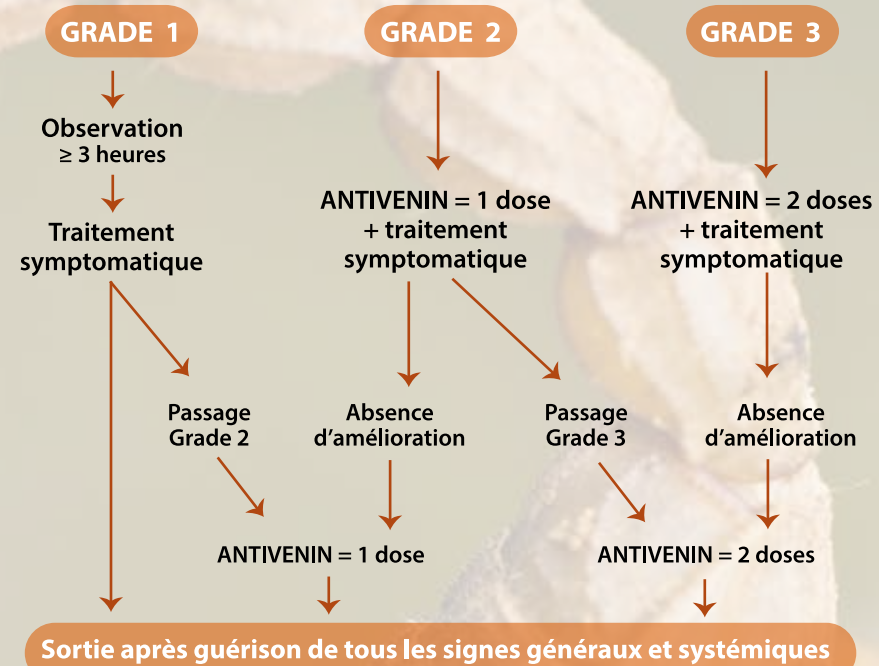 GRADE 1
GRADE 2
GRADE 3
Observation
≥ 3 heures
Traitement
symptomatique
ANTIVENIN = 1 dose
+ traitement
symptomatique
ANTIVENIN = 2 doses
+ traitement
symptomatique
Passage
Grade 2
Absence
d'amélioration
Passage
Grade 3
Absence
d'amélioration
ANTIVENIN = 1 dose
ANTIVENIN = 2 doses
Sortie après guérison de tous les signes généraux et systémiques